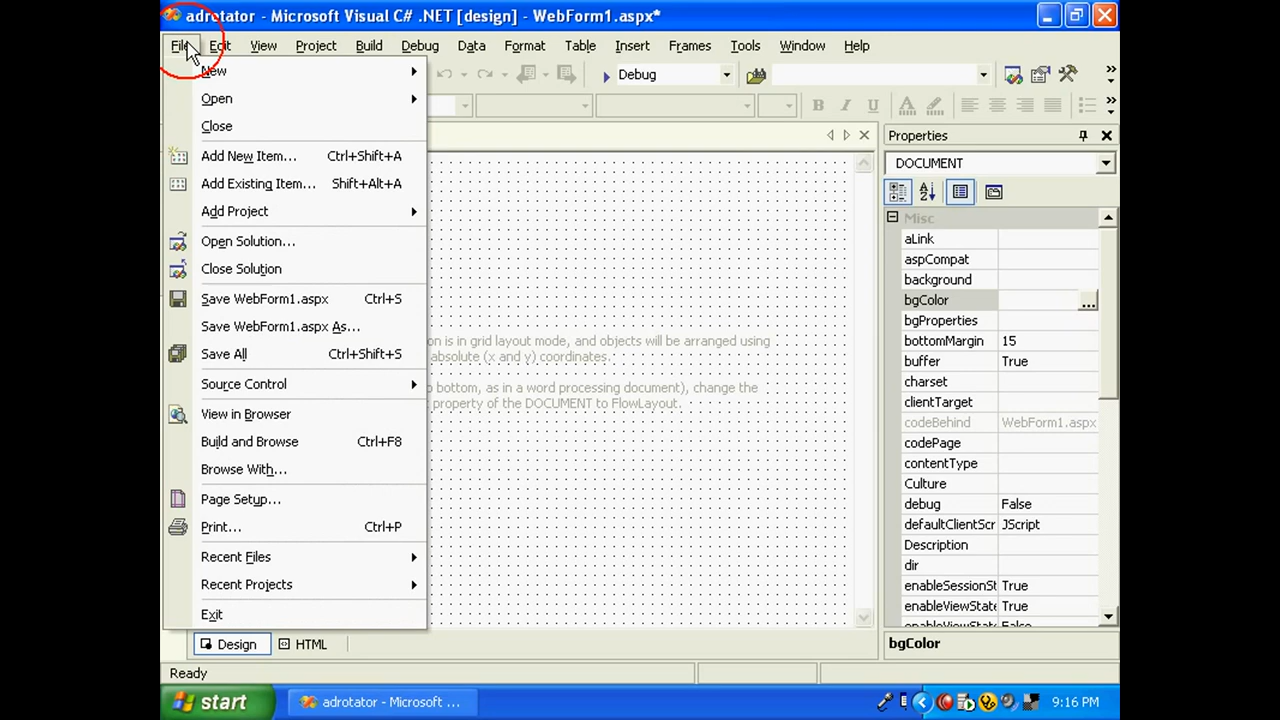 adrotator - Microsoft Visual C# .NET [design] - WebForm1.aspx*
File Edit View Project Build Debug Data Format Table Insert Frames Tools Window Help
New
Debug
Open
Close
Properties
Add New Item... Ctrl+Shift+A
DOCUMENT
Add Existing Item... Shift+Alt+A
Add Project
Misc
Open Solution...
aLink
aspCompat
Close Solution
background
Save WebForm1.aspx Ctrl+S
bgColor
bgProperties
Save WebForm1.aspx As...
on is in grid layout mode, and objects will be arranged using
bottomMargin 15
Save All Ctrl+Shift+S
absolute (x and y) coordinates.
buffer True
Source Control
o bottom, as in a word processing document), change the
charset
property of the DOCUMENT to FlowLayout.
clientTarget
View in Browser
codeBehind WebForm1.aspx
Build and Browse Ctrl+F8
codePage
Browse With...
contentType
Culture
Page Setup...
debug False
Print... Ctrl+P
defaultClientScr JScript
Description
Recent Files
dir
Recent Projects
enableSessionSt True
enableViewState True
Exit
enableViewState False
Design HTML
bgColor
Ready
start
adrotator - Microsoft ...
9:16 PM